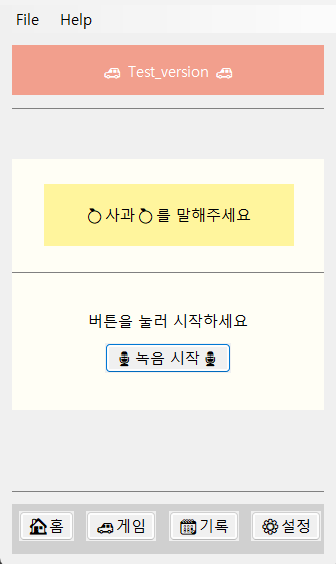 File Help
🚗 Test_version 🚗
🍎사과🍎를 말해주세요
버튼을 눌러 시작하세요
🎙녹음 시작🎙
🏠홈 🚗게임 📅기록 ⚙설정